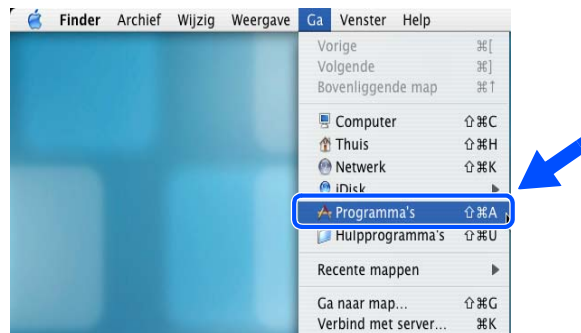 Finder Archief Wijzig Weergave Ga Venster Help
Vorige ⌘[
Volgende ⌘]
Bovenliggende map ⌘↑
Computer ⇧⌘C
Thuis ⇧⌘H
Netwerk ⇧⌘K
iDisk
Programma's ⇧⌘A
Hulpprogramma's ⇧⌘U
Recente mappen
Ga naar map... ⇧⌘G
Verbind met server... ⌘K